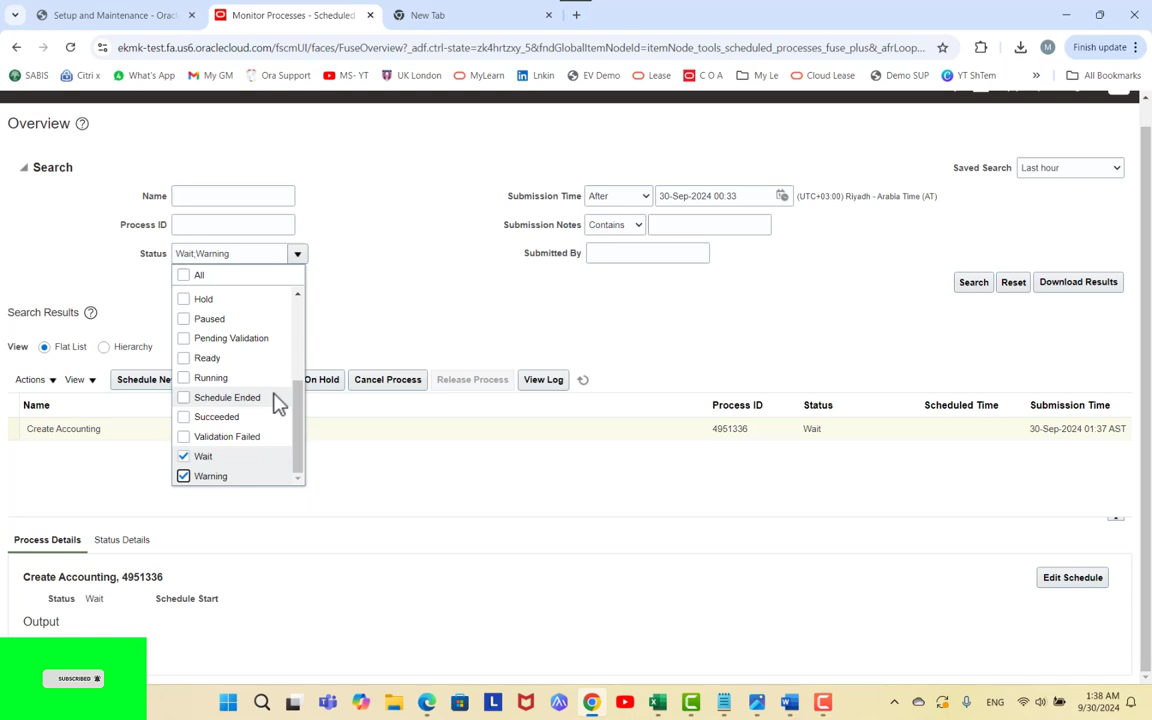 Setup and Maintenance - Oracl
Monitor Processes - Scheduled
New Tab
ekmk-test.fa.us6.oraclecloud.com/fscmUI/faces/FuseOverview?_adf.ctrl-state=zk4hrtzxy_5&fndGlobalItemNodeId=itemNode_tools_scheduled_processes_fuse_plus&_afrLoop...
M
Finish update
SABIS
Citri x
What's App
My GM
Ora Support
MS- YT
UK London
MyLearn
Lnkin
EV Demo
Lease
C O A
My Le
Cloud Lease
Demo SUP
YT ShTem
»
All Bookmarks
Overview
Search
Saved Search Last hour
Name
Submission Time After 30-Sep-2024 00:33 (UTC+03:00) Riyadh - Arabia Time (AT)
Process ID
Submission Notes Contains
Status Wait;Warning
Submitted By
All
Search Reset Download Results
Hold
Search Results
Paused
Pending Validation
View Flat List Hierarchy
Ready
Actions View Schedule Ne On Hold Cancel Process Release Process View Log
Running
Schedule Ended
Name Process ID Status Scheduled Time Submission Time
Succeeded
Create Accounting 4951336 Wait 30-Sep-2024 01:37 AST
Validation Failed
Wait
Warning
Process Details Status Details
Create Accounting, 4951336
Edit Schedule
Status Wait Schedule Start
Output
SUBSCRIBED
ENG
1:38 AM
9/30/2024